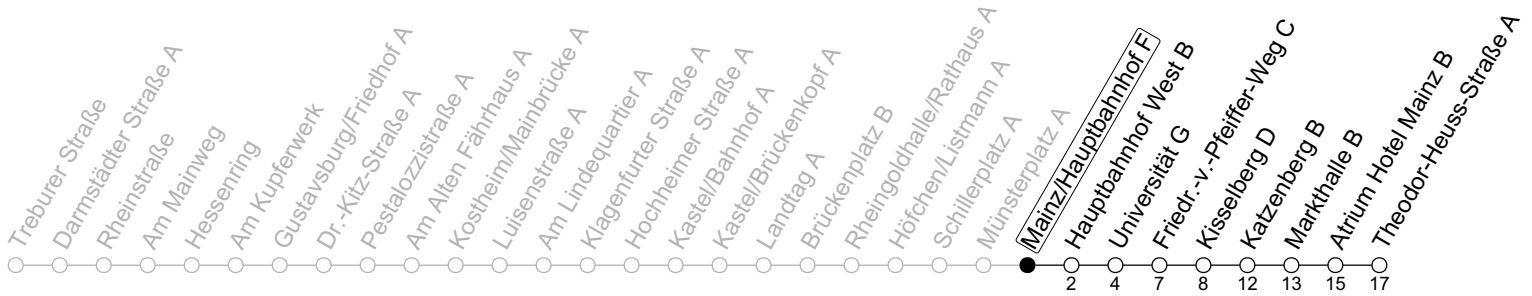 Treburer Straße
Darmstädter Straße A
Rheinstraße
Am Mainweg
Hessenring
Am Kupferwerk
Gustavsburg/Friedhof A
Dr.-Kitz-Straße A
Pestalozzistraße A
Am Alten Fährhaus A
Kostheim/Mainbrücke A
Luisenstraße A
Am Lindequartier A
Klagenfurter Straße A
Hochheimer Straße A
Kastel/Bahnhof A
Kastel/Brückenkopf A
Landtag A
Brückenplatz B
Rheingoldhalle/Rathaus A
Höfchen/Listmann A
Schillerplatz A
Münsterplatz A
Mainz/Hauptbahnhof F
Hauptbahnhof West B
Universität G
Friedr.-v.-Pfeiffer-Weg C
Kisselberg D
Katzenberg B
Markthalle B
Atrium Hotel Mainz B
Theodor-Heuss-Straße A
2 4 7 8 12 13 15 17